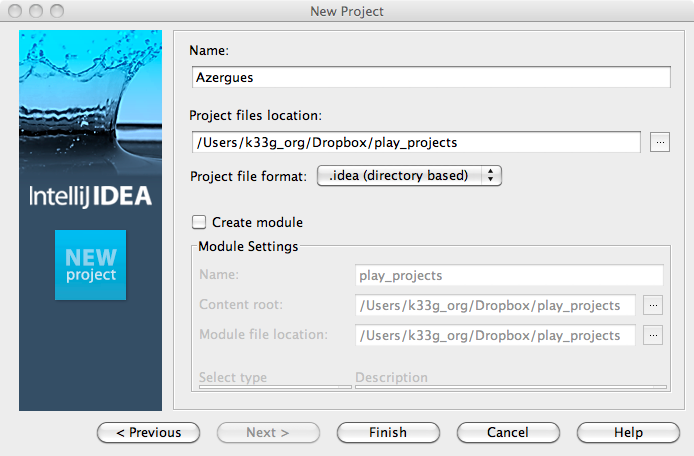 New Project
IntelliJIDEA
NEW
project
Name:
Azergues
Project files location:
/Users/k33g_org/Dropbox/play_projects
...
Project file format: .idea (directory based)
Create module
Module Settings
Name: play_projects
Content root: /Users/k33g_org/Dropbox/play_projects ...
Module file location: /Users/k33g_org/Dropbox/play_projects ...
Select type Description
< Previous Next > Finish Cancel Help